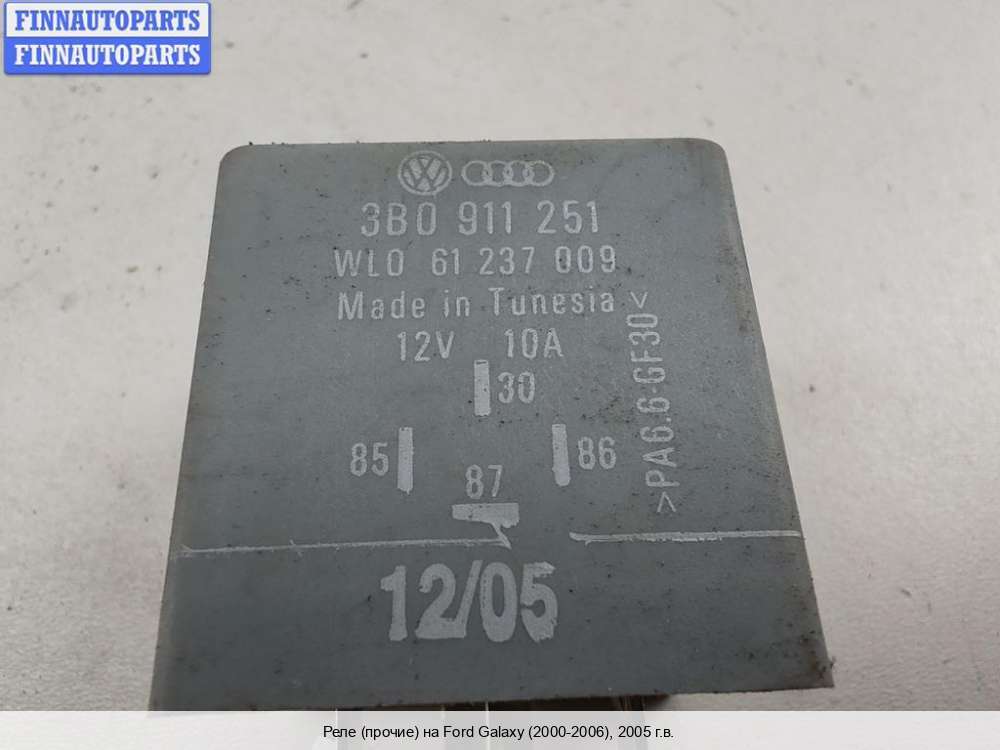 FINNAUTOPARTS
FINNAUTOPARTS
3B0 911 251
WL0 61 237 009
Made in Tunesia
12V 10A
30
85
86
87
>PA6.6-GF30<
12/05
Реле (прочие) на Ford Galaxy (2000-2006), 2005 г.в.